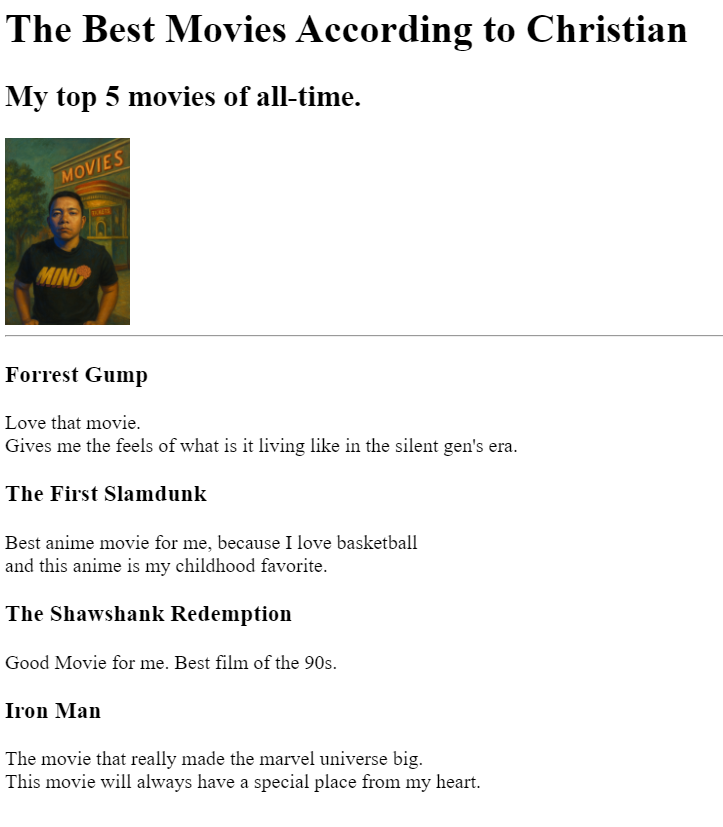 The Best Movies According to Christian
My top 5 movies of all-time.
MOVIES
MIND
Forrest Gump
Love that movie.
Gives me the feels of what is it living like in the silent gen's era.
The First Slamdunk
Best anime movie for me, because I love basketball
and this anime is my childhood favorite.
The Shawshank Redemption
Good Movie for me. Best film of the 90s.
Iron Man
The movie that really made the marvel universe big.
This movie will always have a special place from my heart.